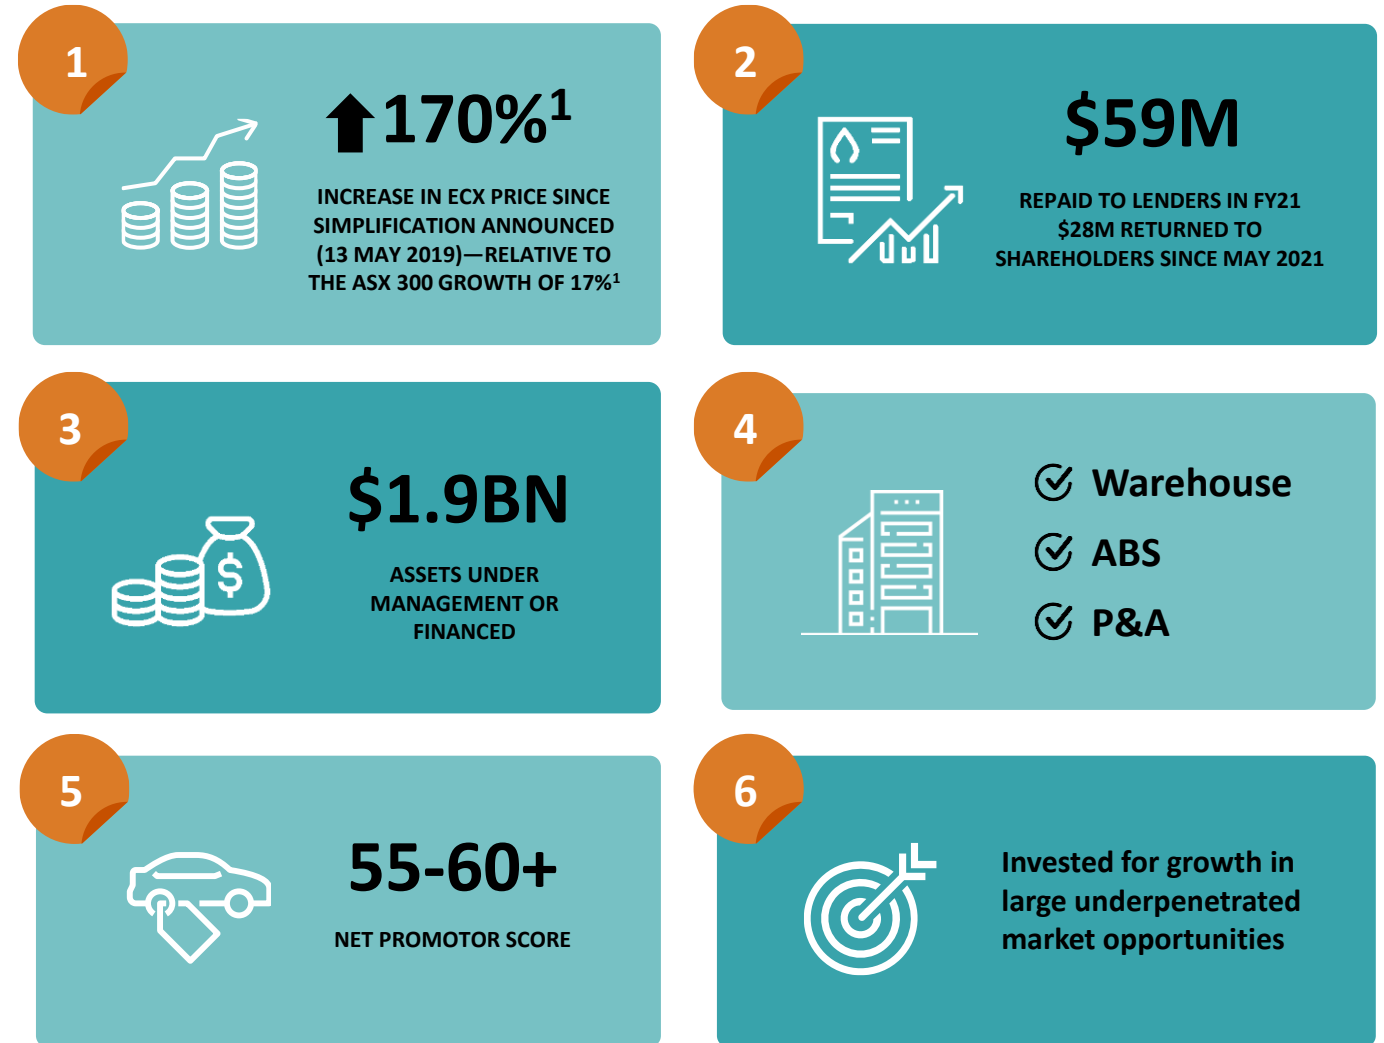 1
170%¹
INCREASE IN ECX PRICE SINCE
SIMPLIFICATION ANNOUNCED
(13 MAY 2019)—RELATIVE TO
THE ASX 300 GROWTH OF 17%¹
2
$59M
REPAID TO LENDERS IN FY21
$28M RETURNED TO
SHAREHOLDERS SINCE MAY 2021
3
$
$1.9BN
ASSETS UNDER
MANAGEMENT OR
FINANCED
4
Warehouse
ABS
P&A
5
55-60+
NET PROMOTOR SCORE
6
Invested for growth in
large underpenetrated
market opportunities